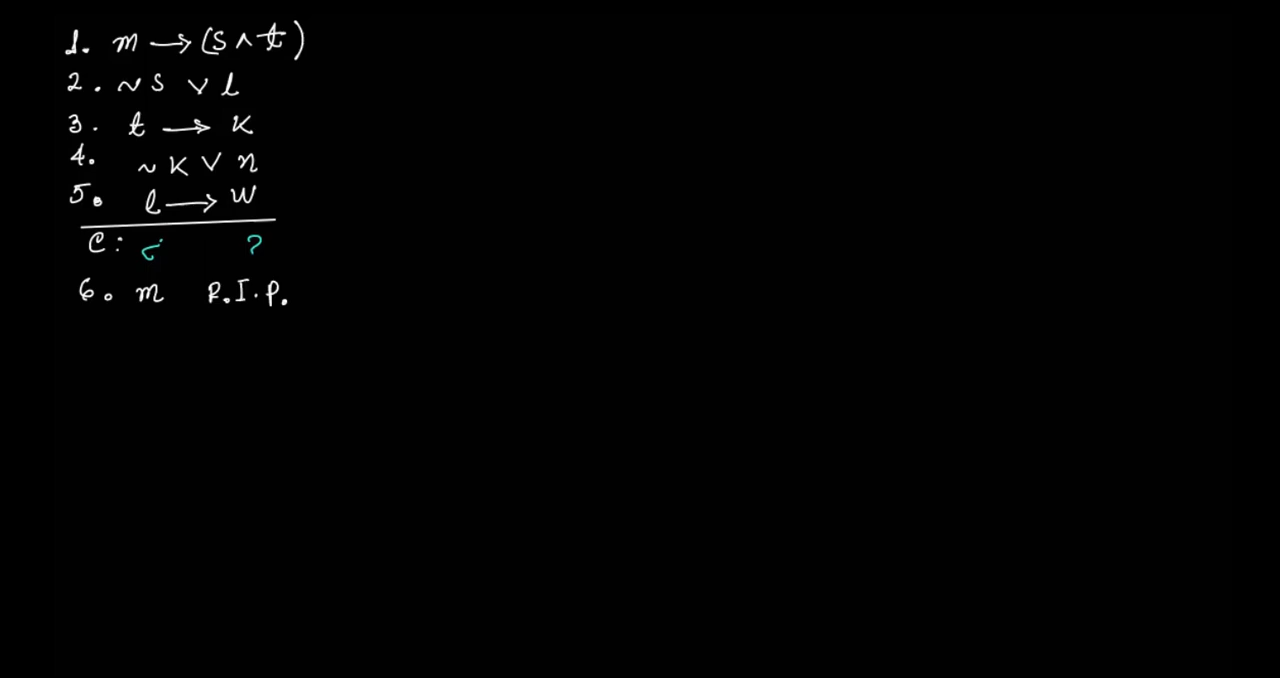 1. m → (s ∧ t)
2. ~ s ∨ l
3. t → k
4. ~ k ∨ n
5. l → w
C: ¿ ?
6. m R.I.P.